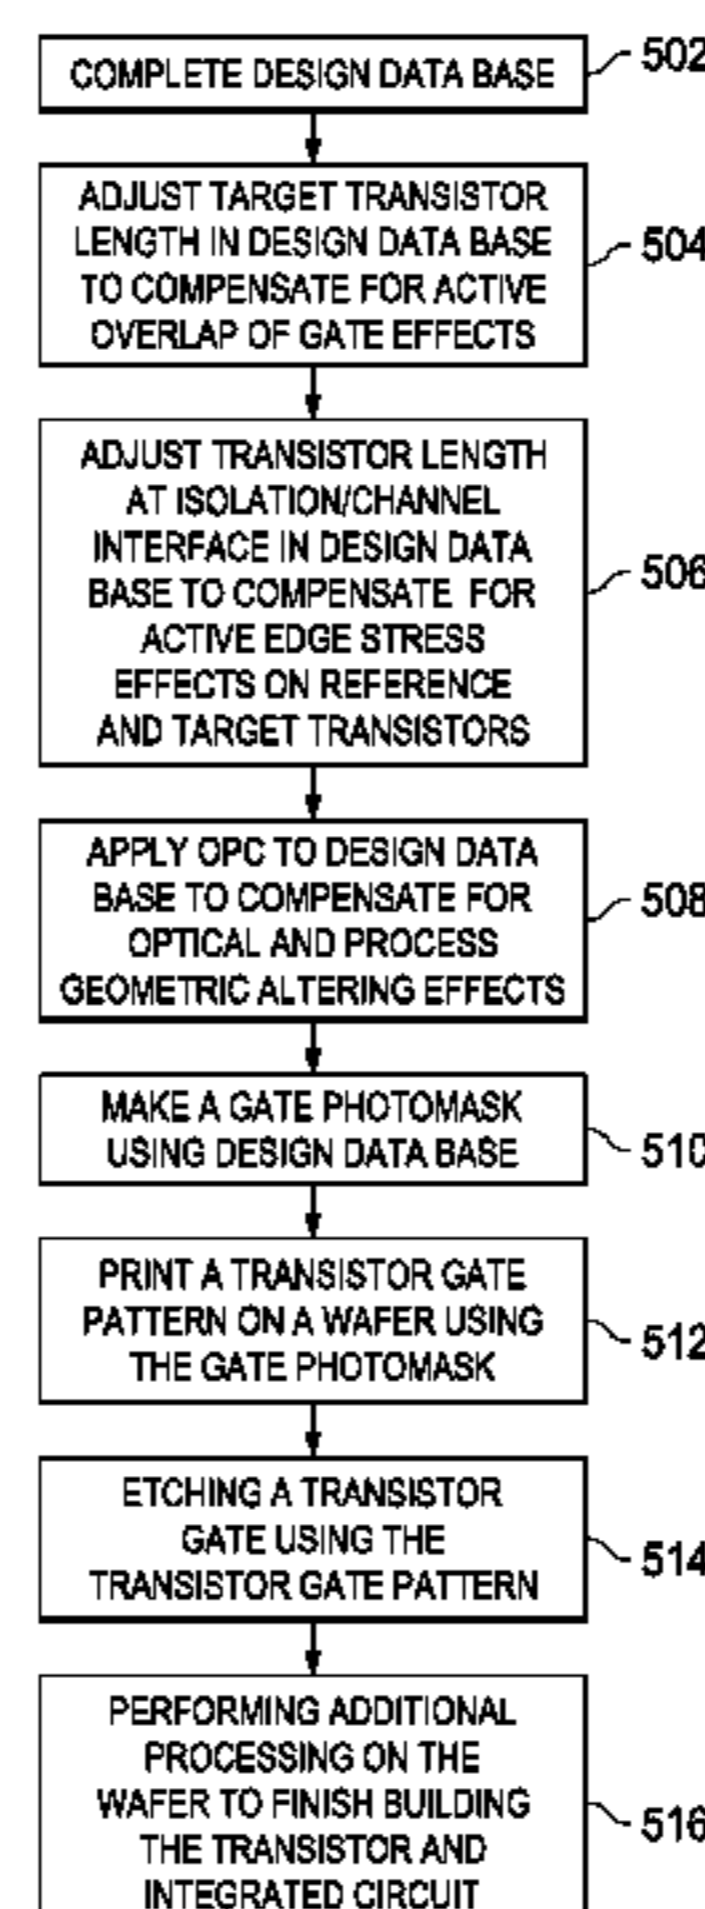 COMPLETE DESIGN DATA BASE
502
ADJUST TARGET TRANSISTOR
LENGTH IN DESIGN DATA BASE
TO COMPENSATE FOR ACTIVE
OVERLAP OF GATE EFFECTS
504
ADJUST TRANSISTOR LENGTH
AT ISOLATION/CHANNEL
INTERFACE IN DESIGN DATA
BASE TO COMPENSATE FOR
ACTIVE EDGE STRESS
EFFECTS ON REFERENCE
AND TARGET TRANSISTORS
506
APPLY OPC TO DESIGN DATA
BASE TO COMPENSATE FOR
OPTICAL AND PROCESS
GEOMETRIC ALTERING EFFECTS
508
MAKE A GATE PHOTOMASK
USING DESIGN DATA BASE
510
PRINT A TRANSISTOR GATE
PATTERN ON A WAFER USING
THE GATE PHOTOMASK
512
ETCHING A TRANSISTOR
GATE USING THE
TRANSISTOR GATE PATTERN
514
PERFORMING ADDITIONAL
PROCESSING ON THE
WAFER TO FINISH BUILDING
THE TRANSISTOR AND
INTEGRATED CIRCUIT
516